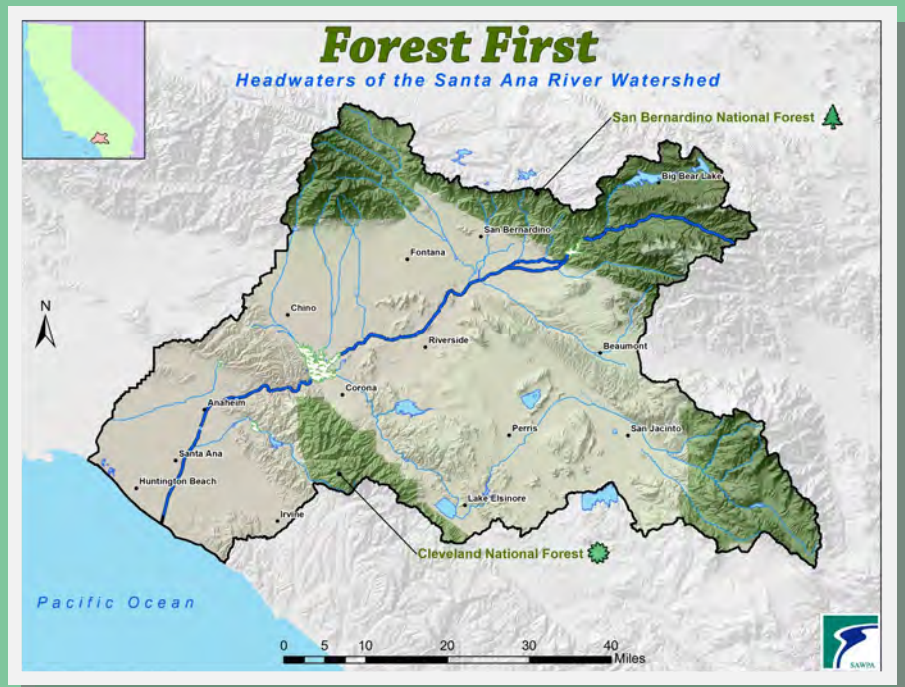 Forest First
Headwaters of the Santa Ana River Watershed
San Bernardino National Forest
Big Bear Lake
San Bernardino
Fontana
N
Chino
Riverside
Beaumont
Corona
Anaheim
Perris
San Jacinto
Santa Ana
Huntington Beach
Lake Elsinore
Irvine
Cleveland National Forest
Pacific Ocean
0 5 10 20 30 40
Miles
SAWPA